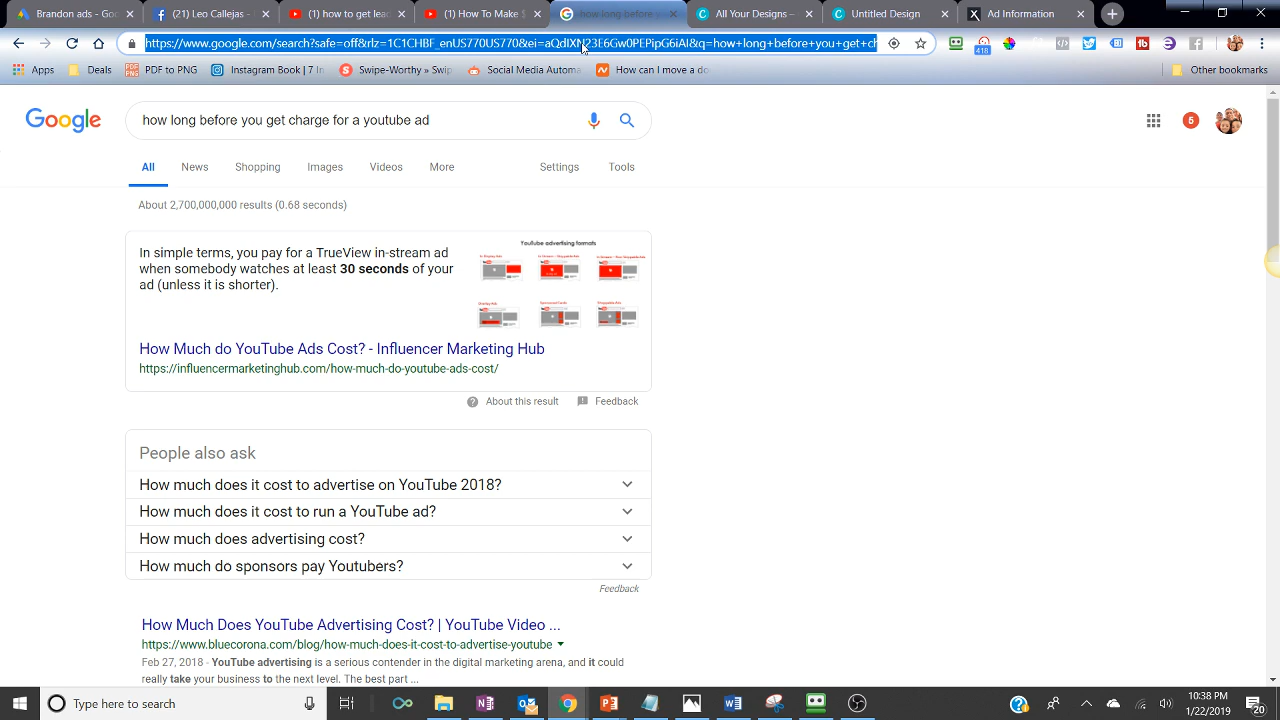 Brandon ads - Goo
(21) Les Callejas -
(1) How to get sea
(1) How To Make $
how long before
All Your Designs –
Untitled Design
Ad Information
https://www.google.com/search?safe=off&rlz=1C1CHBF_enUS770US770&ei=aQdIXN23E6Gw0PEPipG6iAI&q=how+long+before+you+get+ch
418
Apps
Deals
PDF to PNG
Instagram Book | 7 In
Swipe-Worthy » Swip
Social Media Automa
How can I move a do
Other bookmarks
Google
how long before you get charge for a youtube ad
5
All News Shopping Images Videos More Settings Tools
About 2,700,000,000 results (0.68 seconds)
In simple terms, you pay for a TrueView in-stream ad
when somebody watches at least 30 seconds of your
ad (unless it is shorter).
YouTube advertising formats
How Much do YouTube Ads Cost? - Influencer Marketing Hub
https://influencermarketinghub.com/how-much-do-youtube-ads-cost/
About this result Feedback
People also ask
How much does it cost to advertise on YouTube 2018?
How much does it cost to run a YouTube ad?
How much does advertising cost?
How much do sponsors pay Youtubers?
Feedback
How Much Does YouTube Advertising Cost? | YouTube Video ...
https://www.bluecorona.com/blog/how-much-does-it-cost-to-advertise-youtube
Feb 27, 2018 - YouTube advertising is a serious contender in the digital marketing arena, and it could
really take your business to the next level. The best part ...
Type here to search
10:38 PM
1/22/2019
20